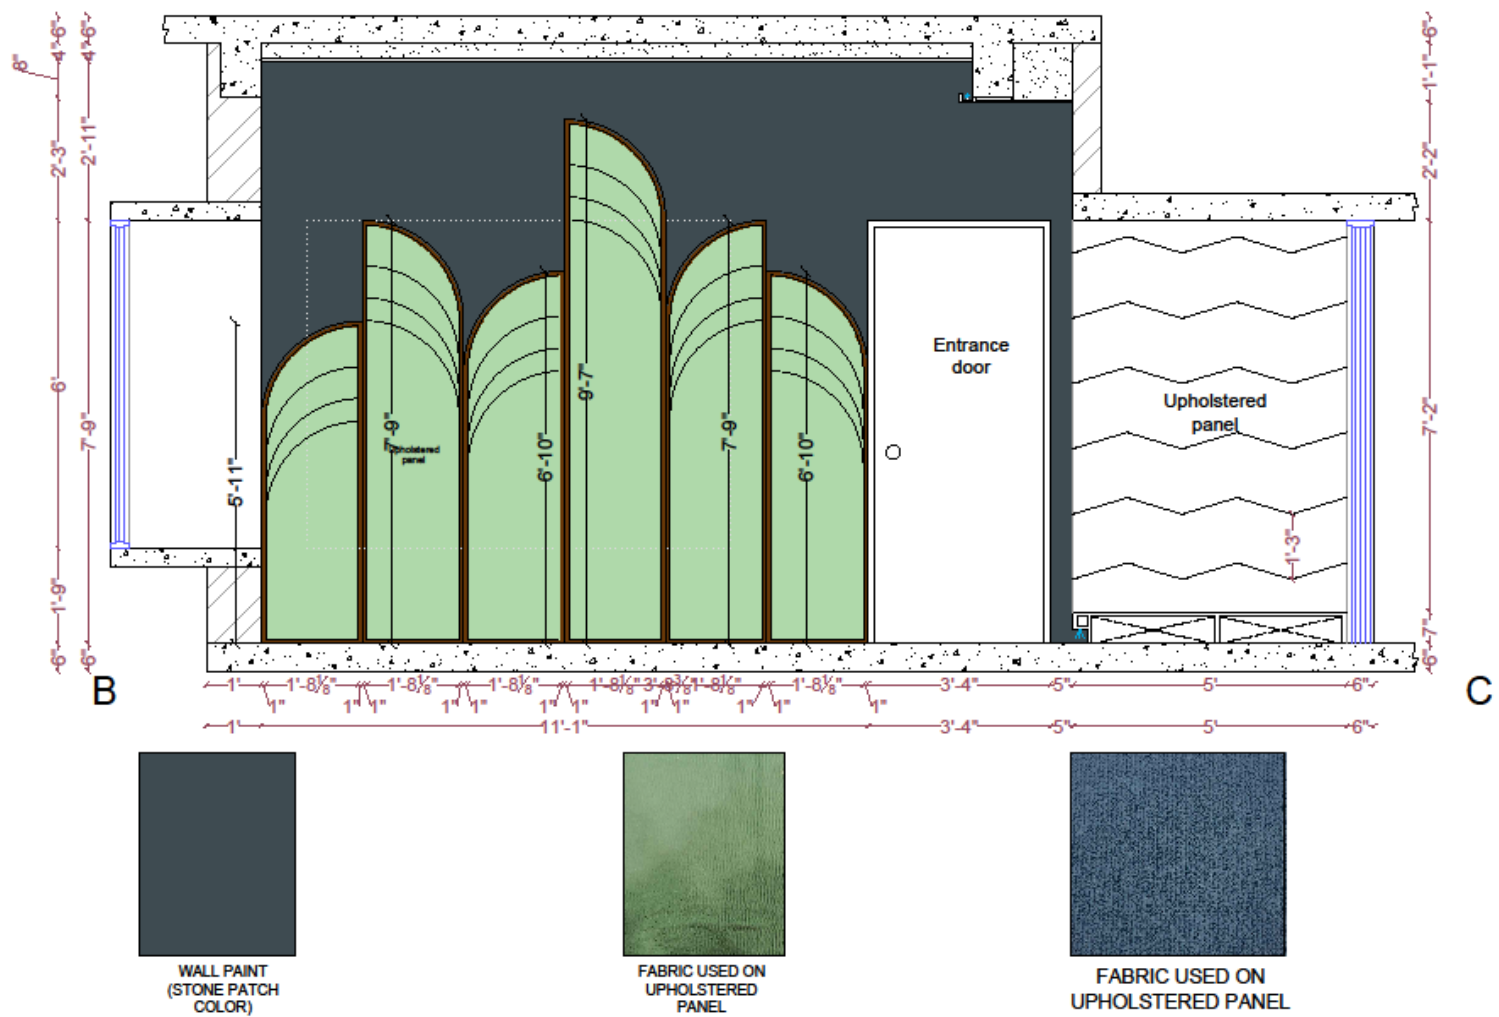 4"-6"
4"-6"
8"
2'-3"
2'-11"
6'
7'-9"
1'-9"
6"
6"
5'-11"
7'-9"
Upholstered
panel
6'-10"
9'-7"
7'-9"
6'-10"
Entrance
door
Upholstered
panel
1'-3"
6"
1'-1"
2'-2"
7'-2"
7"
6"
B
C
1' 1'-8⅛" 1'-8⅛" 1'-8⅛" 1'-8⅛" 1'-8⅛" 1'-8⅛" 3'-4" 5" 5' 6"
1" 1" 1" 1" 1" 1" 1" 1" 1" 1" 1" 1"
1' 11'-1" 3'-4" 5" 5' 6"
WALL PAINT
(STONE PATCH
COLOR)
FABRIC USED ON
UPHOLSTERED
PANEL
FABRIC USED ON
UPHOLSTERED PANEL